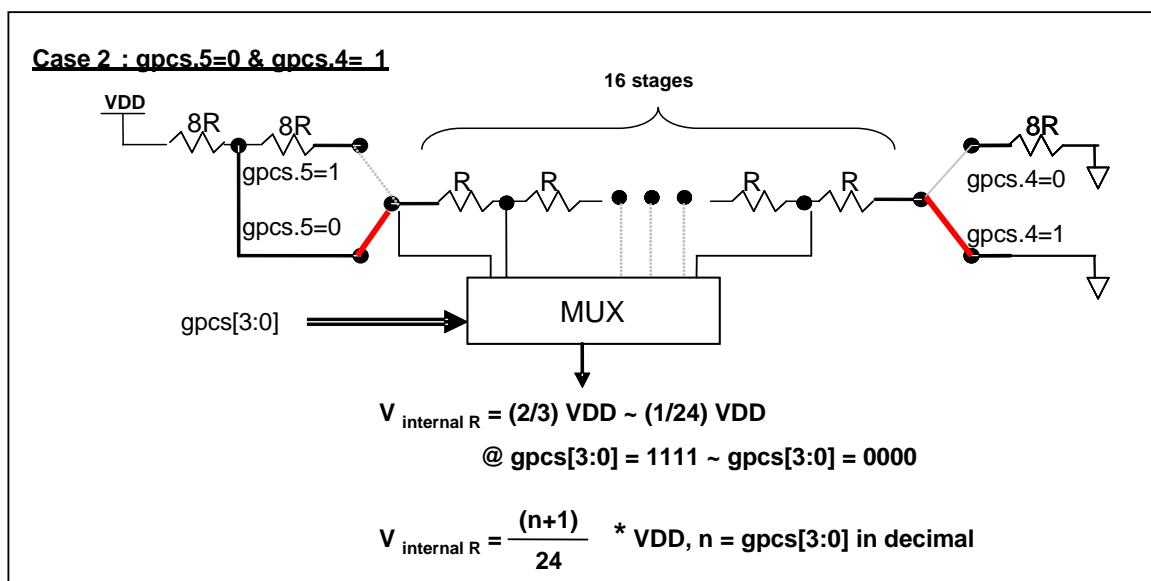 Case 2 : gpcs.5=0 & gpcs.4= 1
16 stages
VDD
8R
8R
8R
gpcs.5=1
R
R
R
R
gpcs.4=0
gpcs.5=0
gpcs.4=1
MUX
gpcs[3:0]
V internal R = (2/3) VDD ~ (1/24) VDD
@ gpcs[3:0] = 1111 ~ gpcs[3:0] = 0000
V internal R = (n+1) / 24 * VDD, n = gpcs[3:0] in decimal